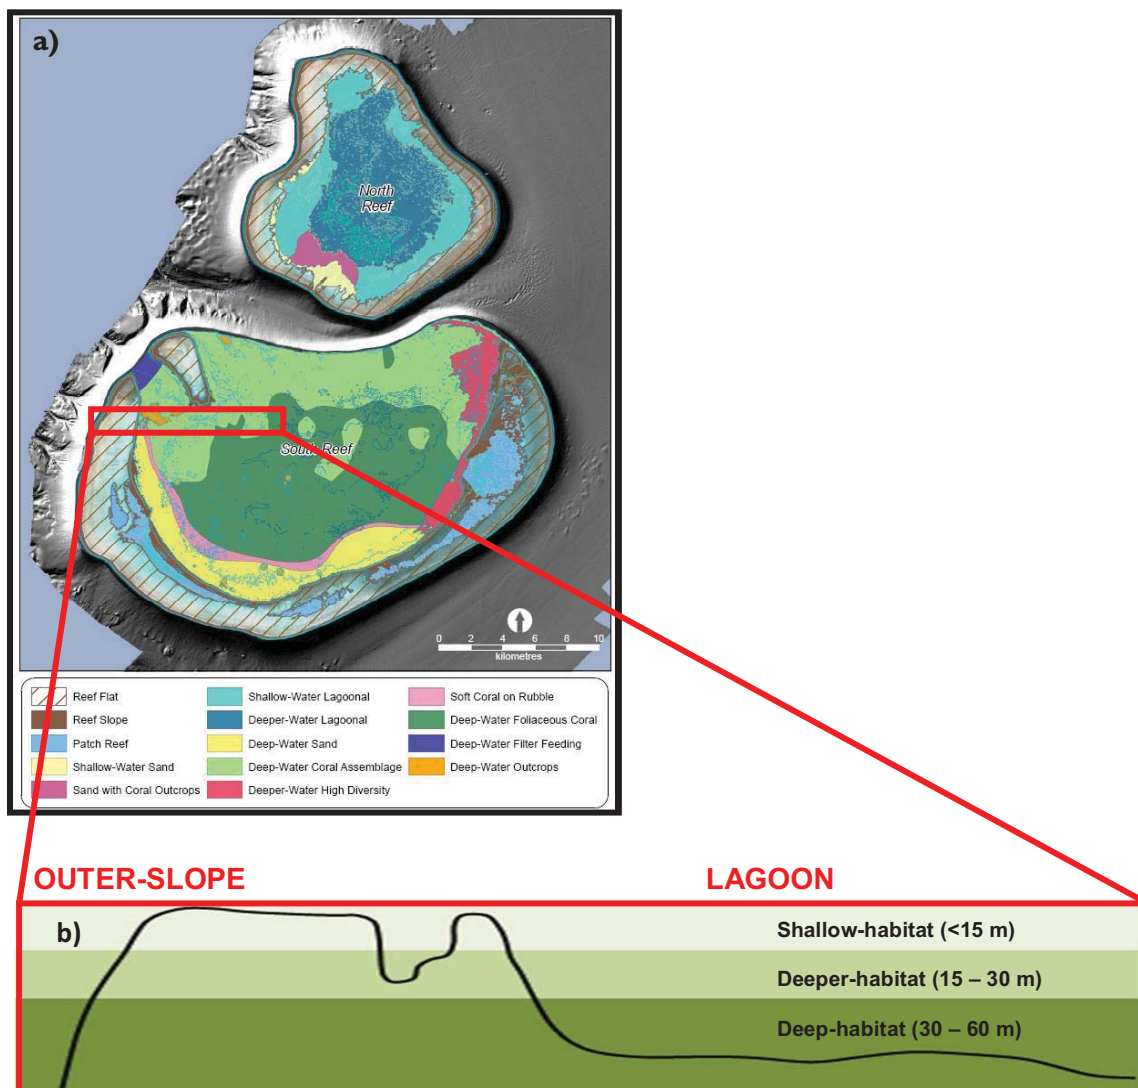 a)
North
Reef
South Reef
0 2 4 6 8 10
kilometres
Reef Flat
Reef Slope
Patch Reef
Shallow-Water Sand
Sand with Coral Outcrops
Shallow-Water Lagoonal
Deeper-Water Lagoonal
Deep-Water Sand
Deep-Water Coral Assemblage
Deeper-Water High Diversity
Soft Coral on Rubble
Deep-Water Foliaceous Coral
Deep-Water Filter Feeding
Deep-Water Outcrops
OUTER-SLOPE LAGOON
b)
Shallow-habitat (<15 m)
Deeper-habitat (15 – 30 m)
Deep-habitat (30 – 60 m)